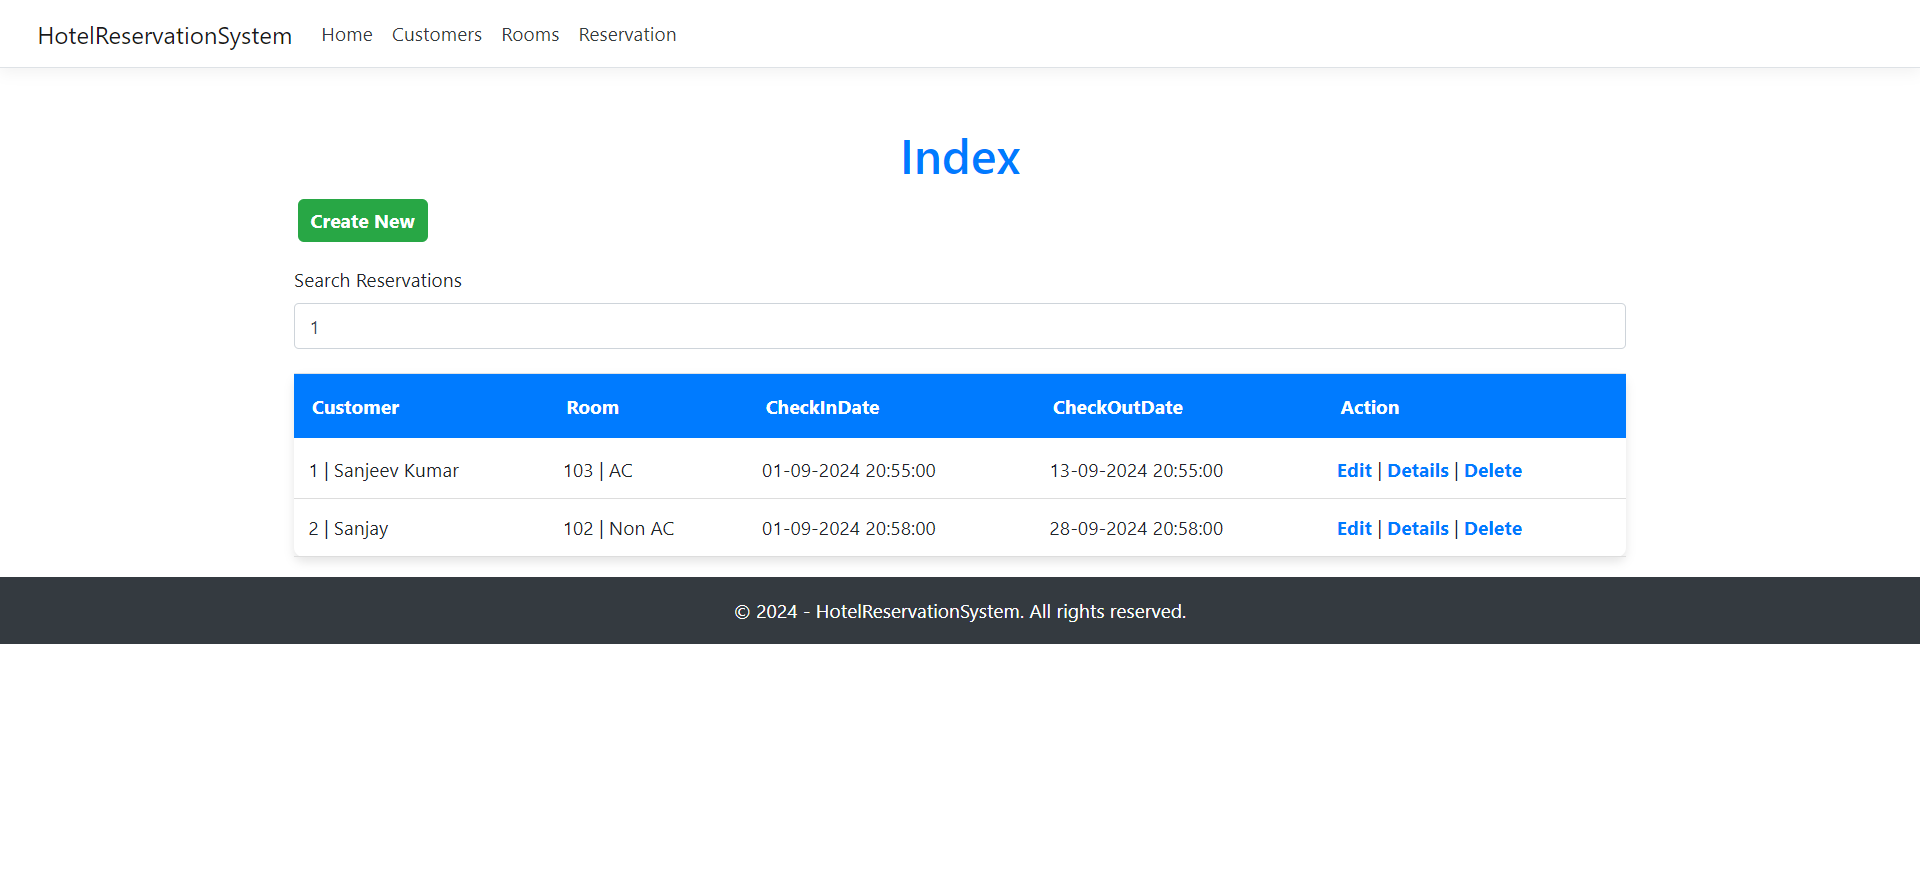 HotelReservationSystem Home Customers Rooms Reservation
Index
Create New
Search Reservations
1
Customer Room CheckInDate CheckOutDate Action
1 | Sanjeev Kumar 103 | AC 01-09-2024 20:55:00 13-09-2024 20:55:00 Edit | Details | Delete
2 | Sanjay 102 | Non AC 01-09-2024 20:58:00 28-09-2024 20:58:00 Edit | Details | Delete
© 2024 - HotelReservationSystem. All rights reserved.